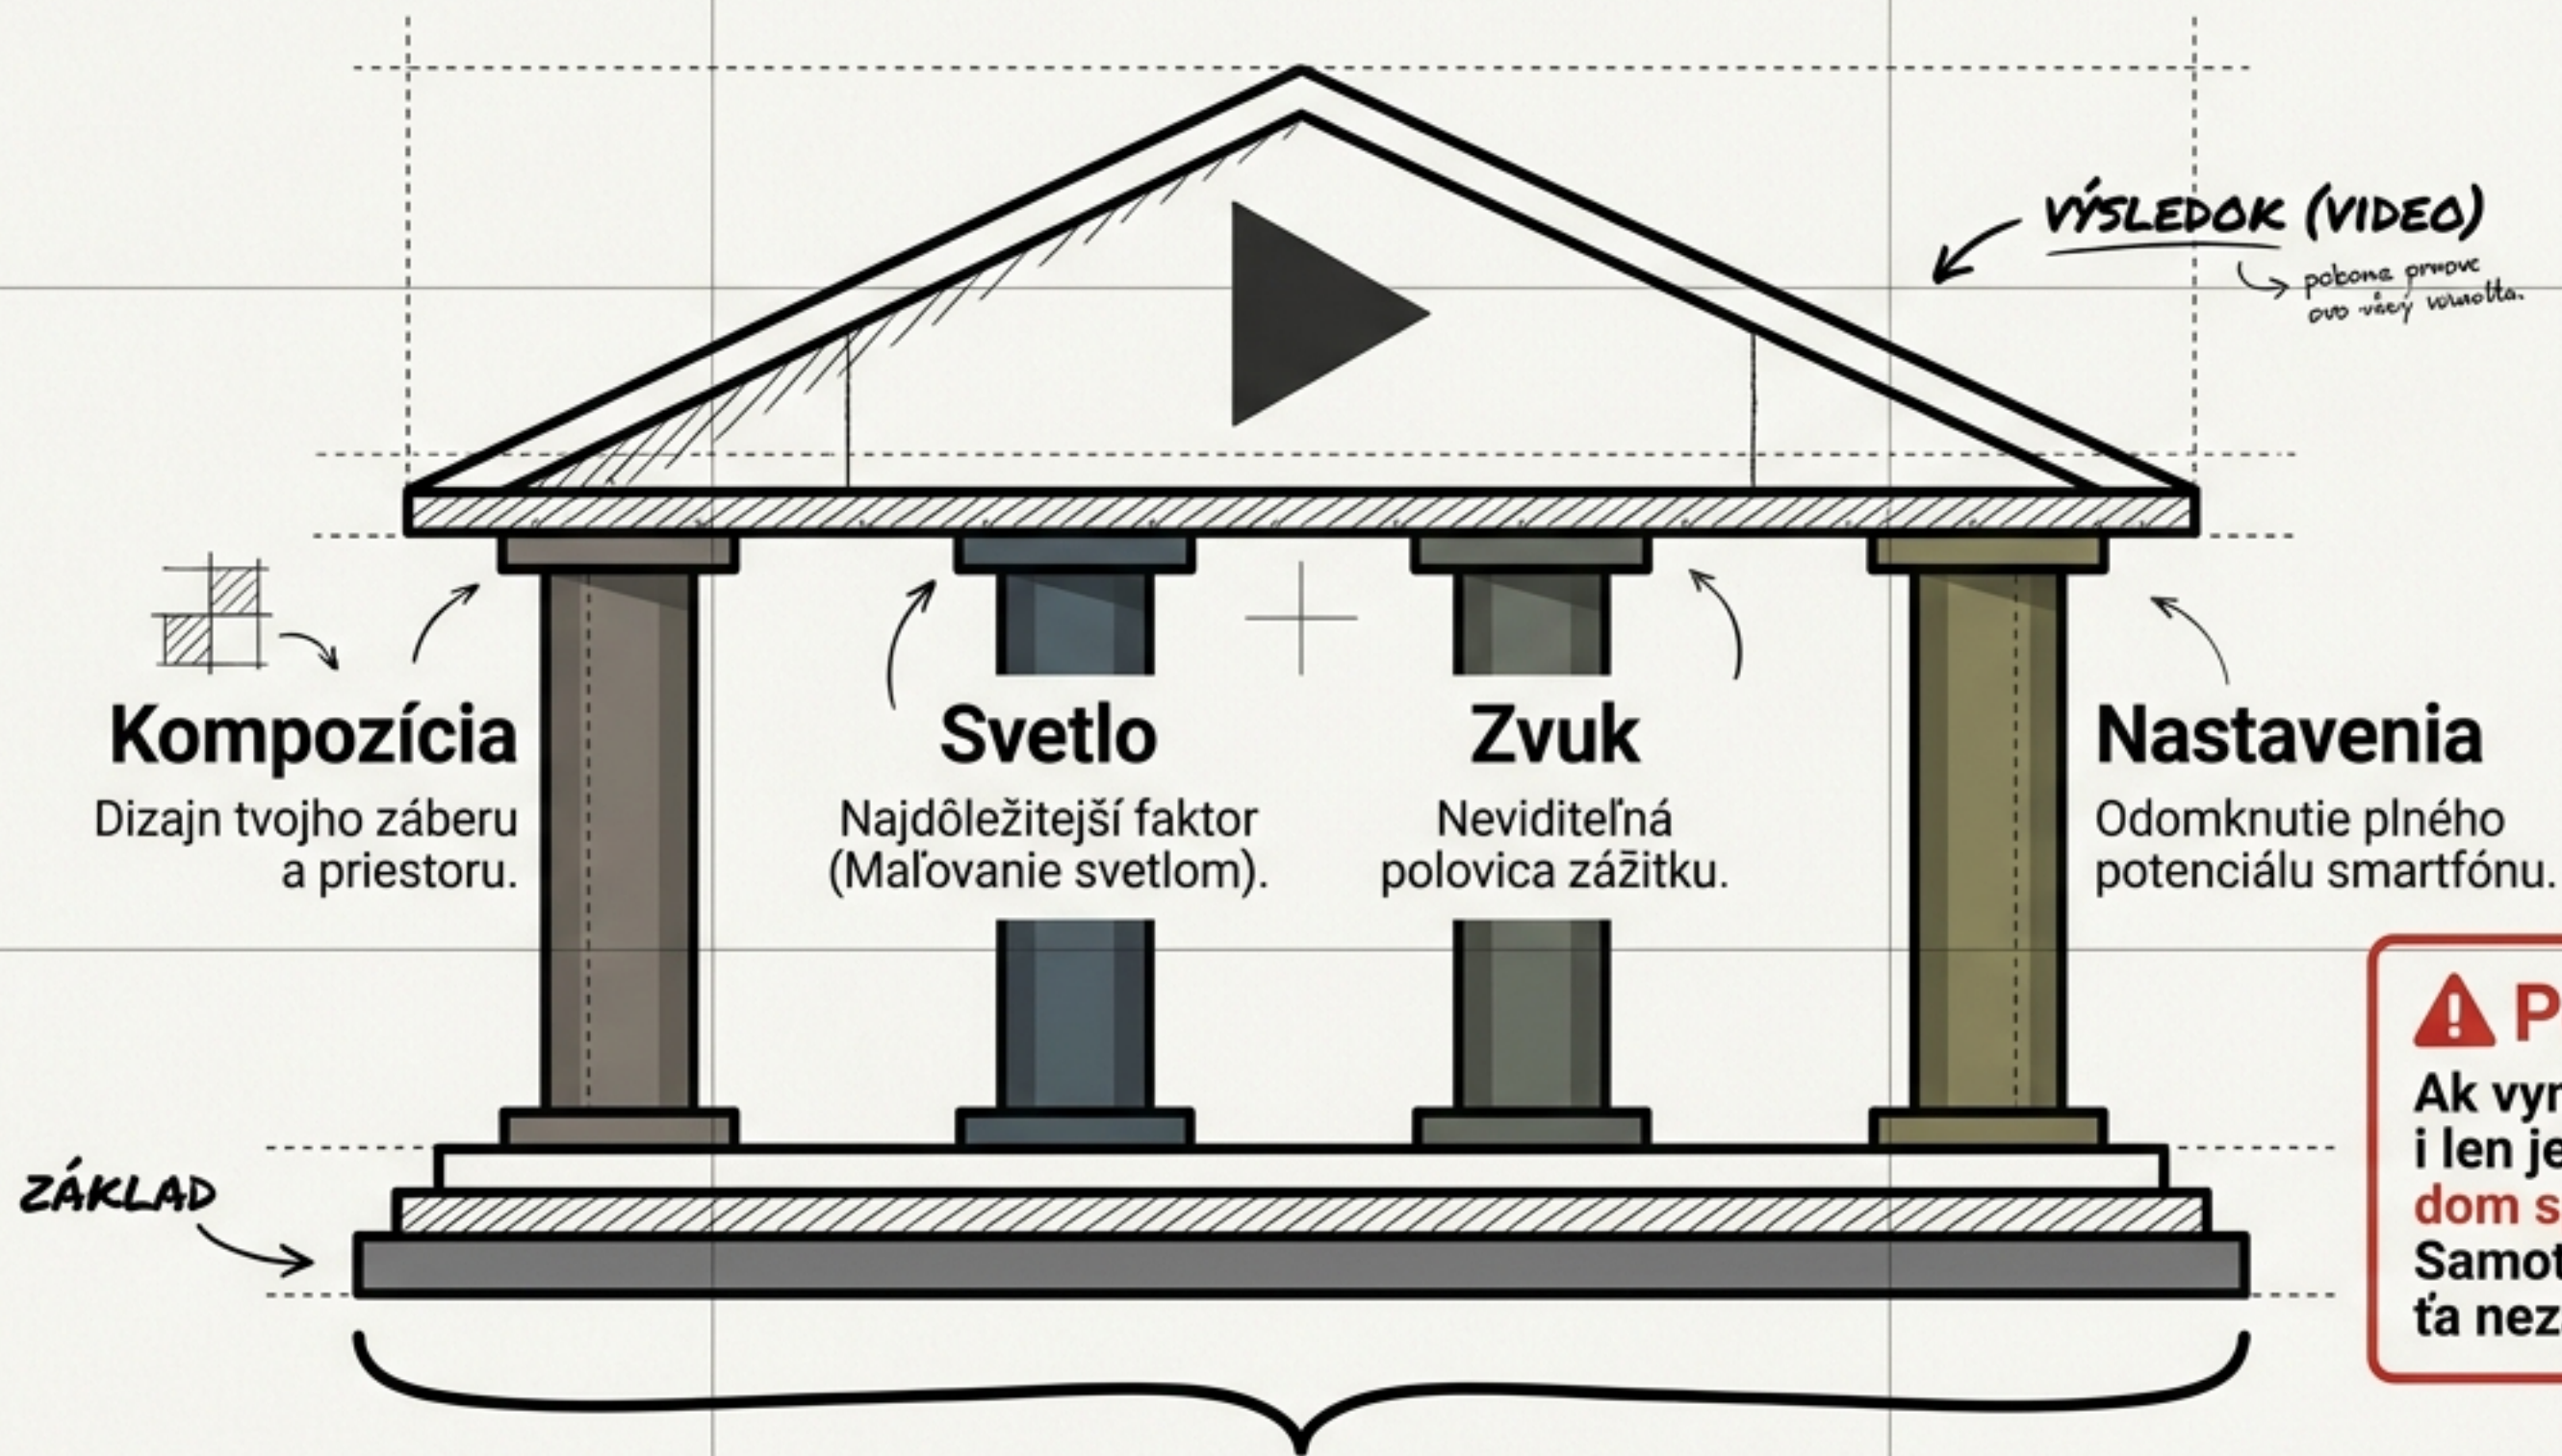 VÝSLEDOK (VIDEO)
Kompozícia
Dizajn tvojho záberu
a priestoru.
Svetlo
Najdôležitejší faktor
(Maľovanie svetlom).
Zvuk
Neviditeľná
polovica zážitku.
Nastavenia
Odomknutie plného
potenciálu smartfónu.
ZÁKLAD
P
Ak vyn
i len je
dom s
Samot
ťa nez